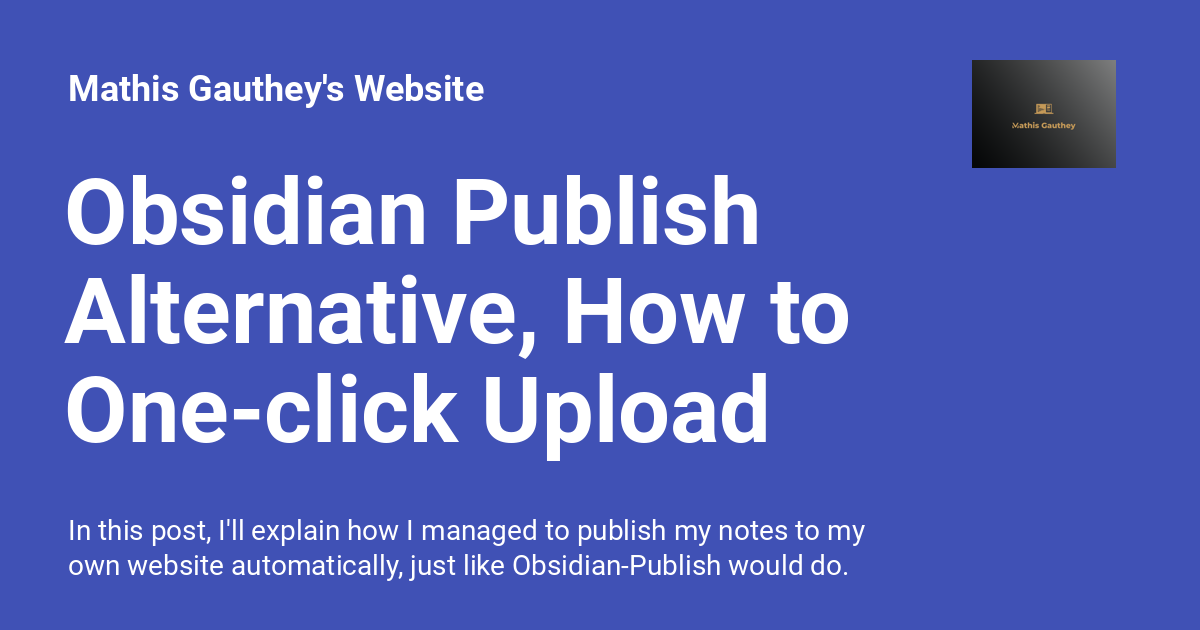 Mathis Gauthey's Website
Mathis Gauthey
Obsidian Publish
Alternative, How to
One-click Upload
In this post, I'll explain how I managed to publish my notes to my
own website automatically, just like Obsidian-Publish would do.